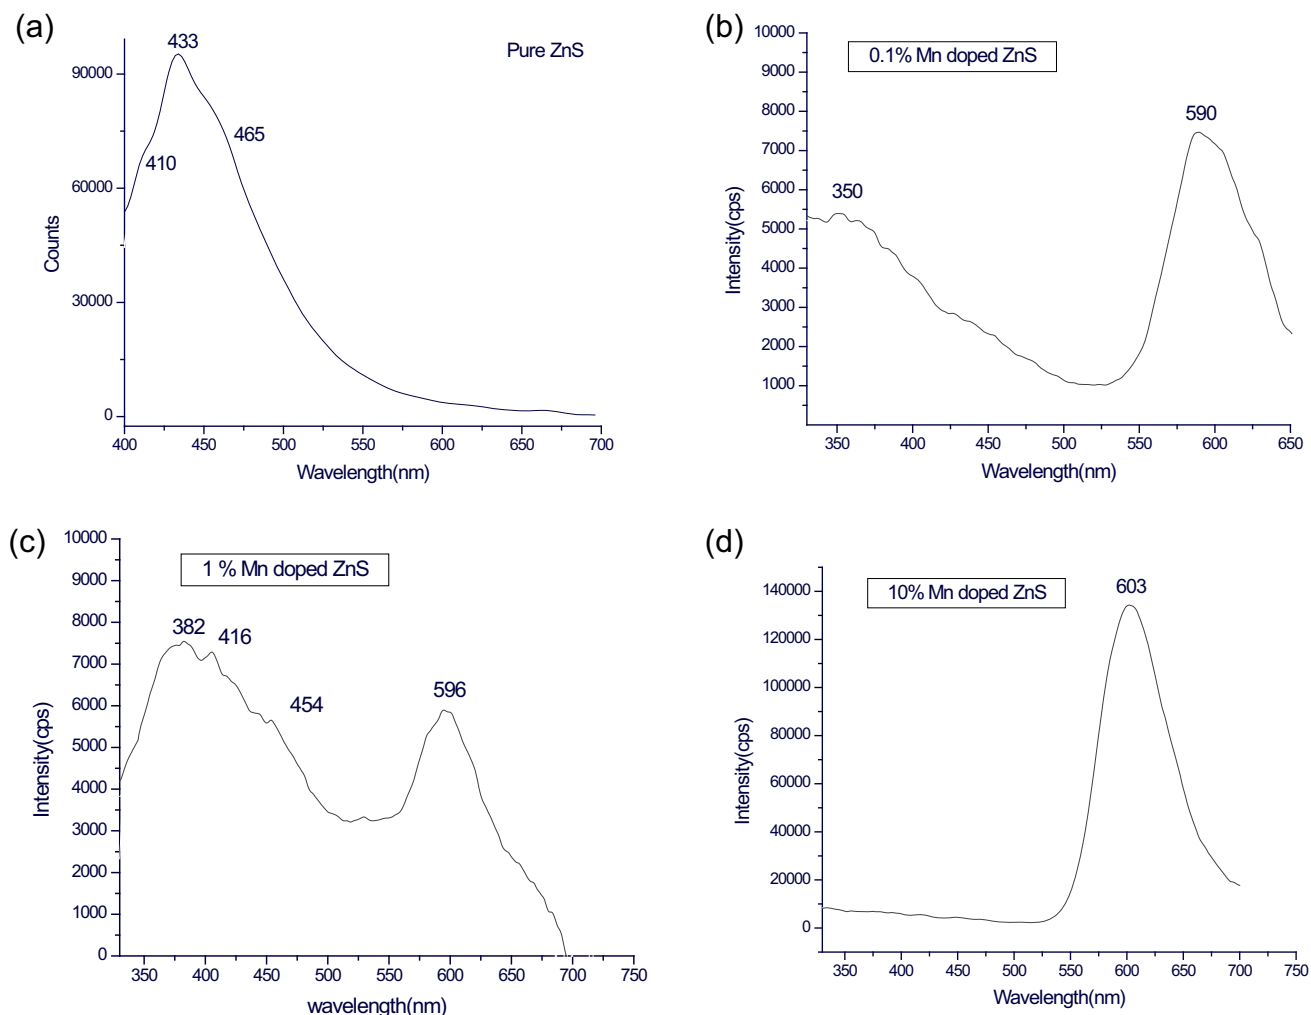 (a)
433
Pure ZnS
90000
465
410
60000
Counts
30000
0
400 450 500 550 600 650 700
Wavelength(nm)
(b)
10000
0.1% Mn doped ZnS
9000
8000
590
7000
6000
350
5000
Intensity(cps)
4000
3000
2000
1000
350 400 450 500 550 600 650
Wavelength(nm)
(c)
10000
1 % Mn doped ZnS
9000
8000
382
416
7000
454
596
6000
5000
Intensity(cps)
4000
3000
2000
1000
0
350 400 450 500 550 600 650 700 750
wavelength(nm)
(d)
140000
10% Mn doped ZnS
603
120000
100000
80000
Intensity(cps)
60000
40000
20000
0
350 400 450 500 550 600 650 700 750
Wavelength(nm)